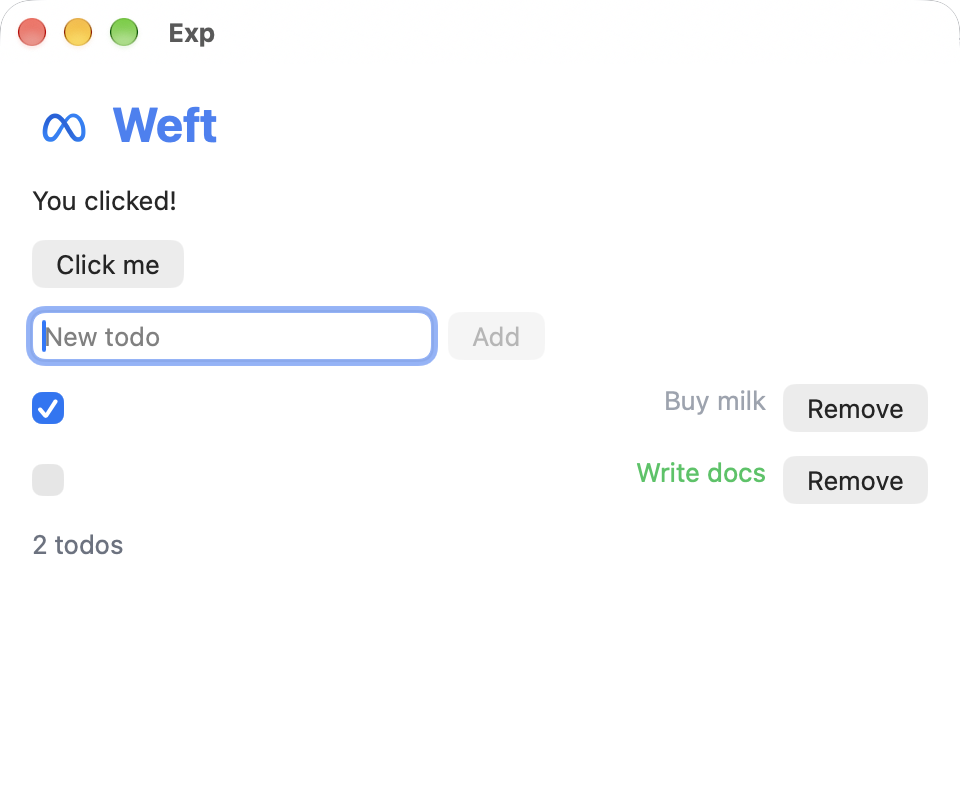 Exp
Weft
You clicked!
Click me
New todo Add
Buy milk Remove
Write docs Remove
2 todos